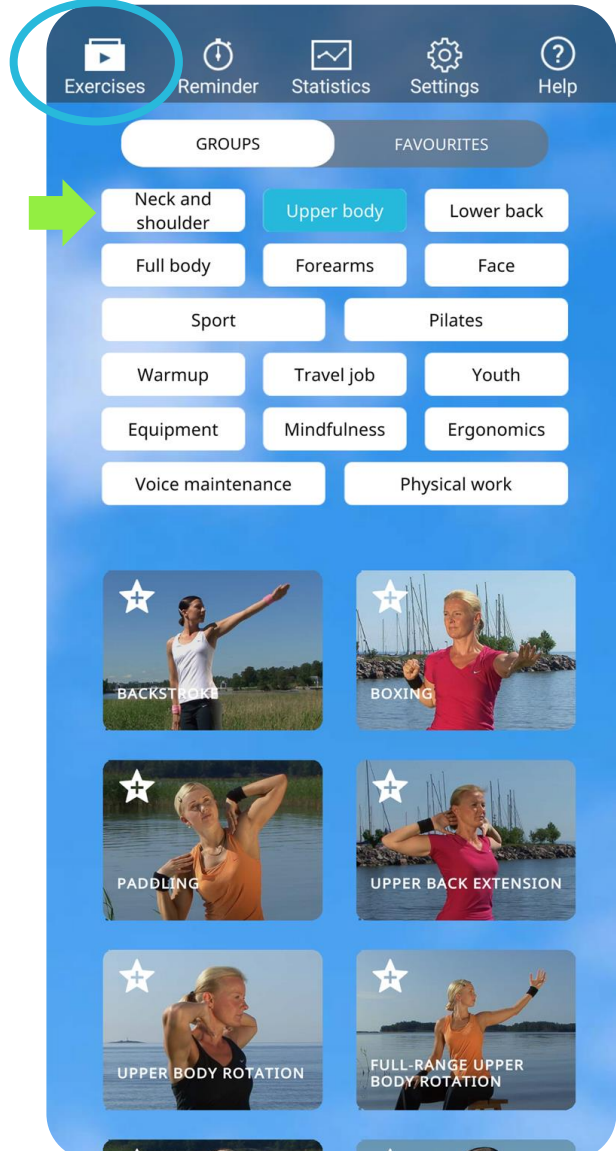 Exercises Reminder Statistics Settings Help
GROUPS FAVOURITES
Neck and
shoulder
Upper body
Lower back
Full body Forearms Face
Sport Pilates
Warmup Travel job Youth
Equipment Mindfulness Ergonomics
Voice maintenance Physical work
BACKSTROKE BOXING
PADDLING UPPER BACK EXTENSION
UPPER BODY ROTATION
FULL-RANGE UPPER
BODY ROTATION